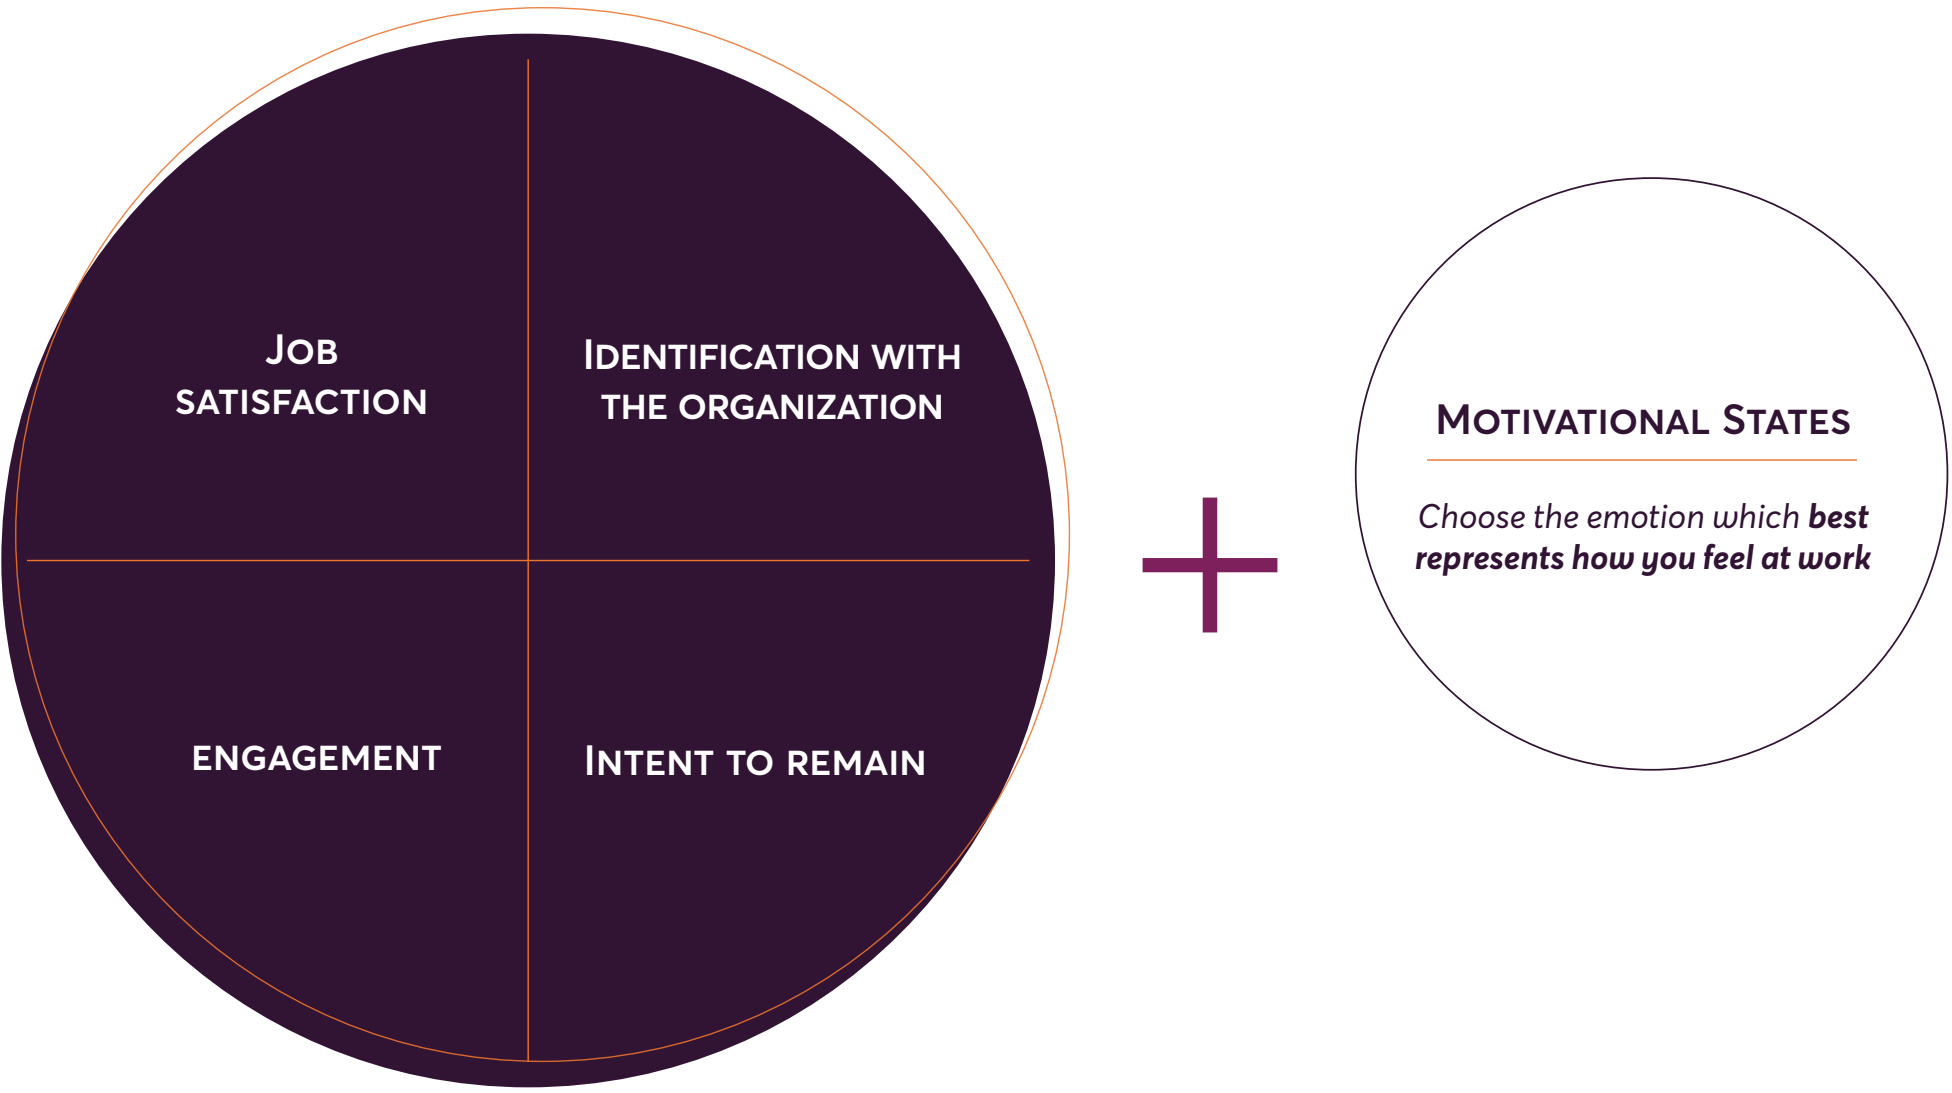 Job
satisfaction
Identification with
the organization
engagement
Intent to remain
Motivational States
Choose the emotion which best
represents how you feel at work